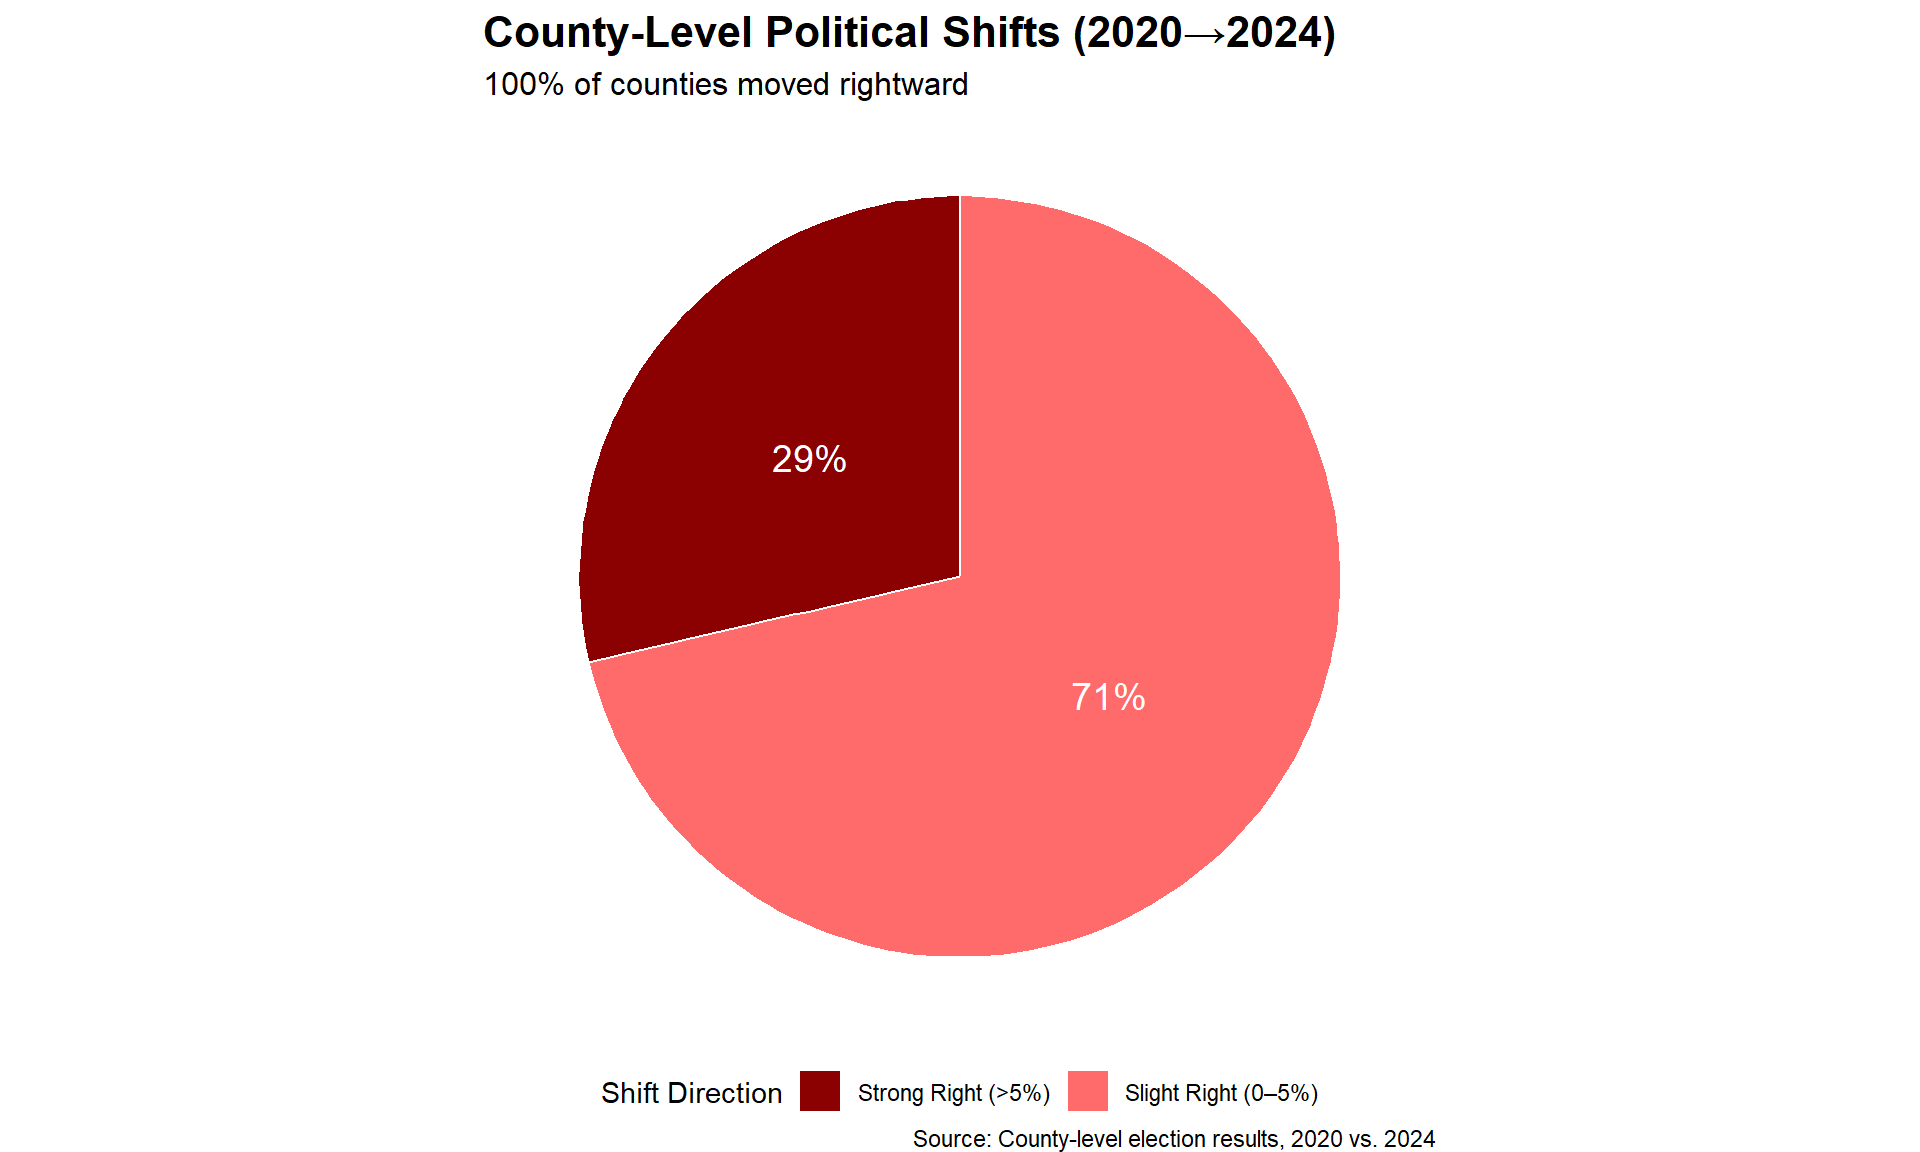 County-Level Political Shifts (2020→2024)
100% of counties moved rightward
29%
71%
Shift Direction
Strong Right (>5%)
Slight Right (0–5%)
Source: County-level election results, 2020 vs. 2024